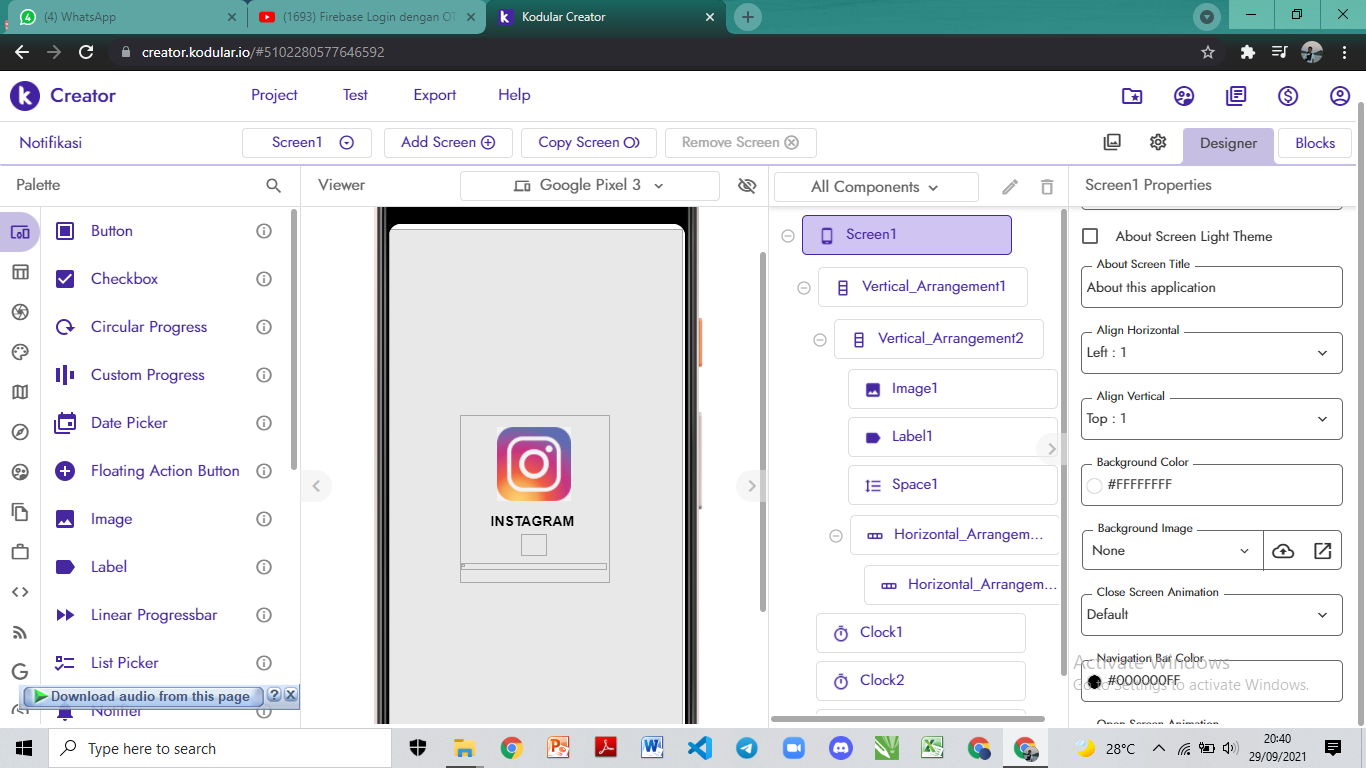 (4) WhatsApp
(1693) Firebase Login dengan OT
Kodular Creator
creator.kodular.io/#5102280577646592
Creator
Project
Test
Export
Help
Notifikasi
Screen1
Add Screen
Copy Screen
Remove Screen
Designer
Blocks
Palette
Viewer
Google Pixel 3
All Components
Screen1 Properties
Button
Checkbox
Circular Progress
Custom Progress
Date Picker
Floating Action Button
Image
Label
Linear Progressbar
List Picker
Download audio from this page
Notifier
INSTAGRAM
Screen1
Vertical_Arrangement1
Vertical_Arrangement2
Image1
Label1
Space1
Horizontal_Arrangem...
Horizontal_Arrangem...
Clock1
Clock2
About Screen Light Theme
About Screen Title
About this application
Align Horizontal
Left : 1
Align Vertical
Top : 1
Background Color
#FFFFFFFF
Background Image
None
Close Screen Animation
Default
Navigation Bar Color
#000000FF
Activate Windows
Go to Settings to activate Windows.
Open Screen Animation
Type here to search
28°C
20:40
29/09/2021